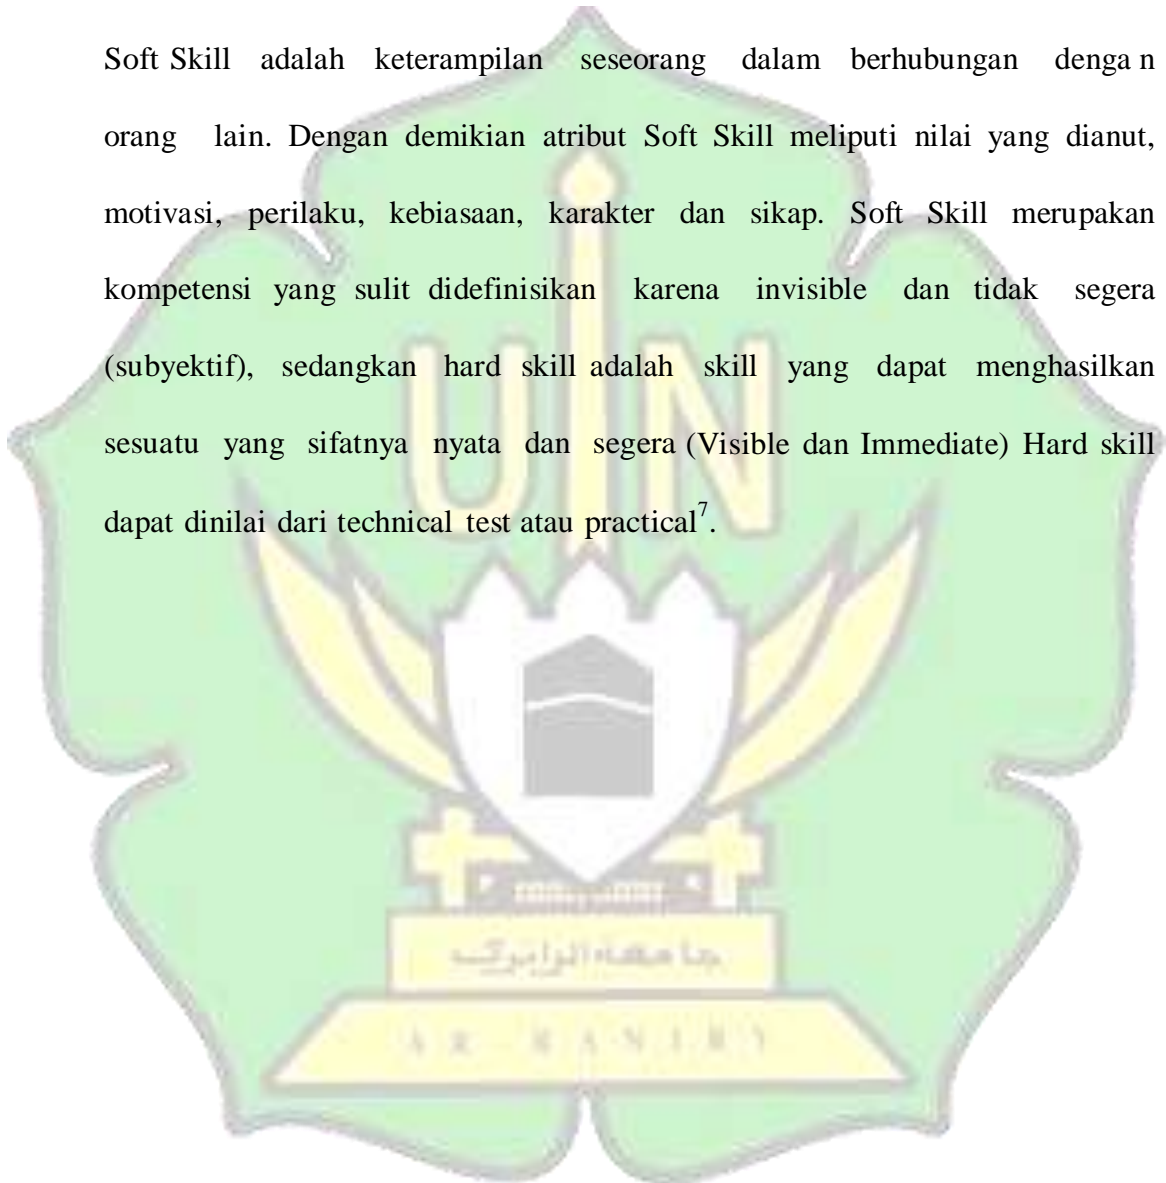 Soft Skill adalah keterampilan seseorang dalam berhubungan denga n
orang lain. Dengan demikian atribut Soft Skill meliputi nilai yang dianut,
motivasi, perilaku, kebiasaan, karakter dan sikap. Soft Skill merupakan
kompetensi yang sulit didefinisikan karena invisible dan tidak segera
(subyektif), sedangkan hard skill adalah skill yang dapat menghasilkan
sesuatu yang sifatnya nyata dan segera (Visible dan Immediate) Hard skill
dapat dinilai dari technical test atau practical⁷.
UIN
جامعة الرانيري
AR - RANIRY